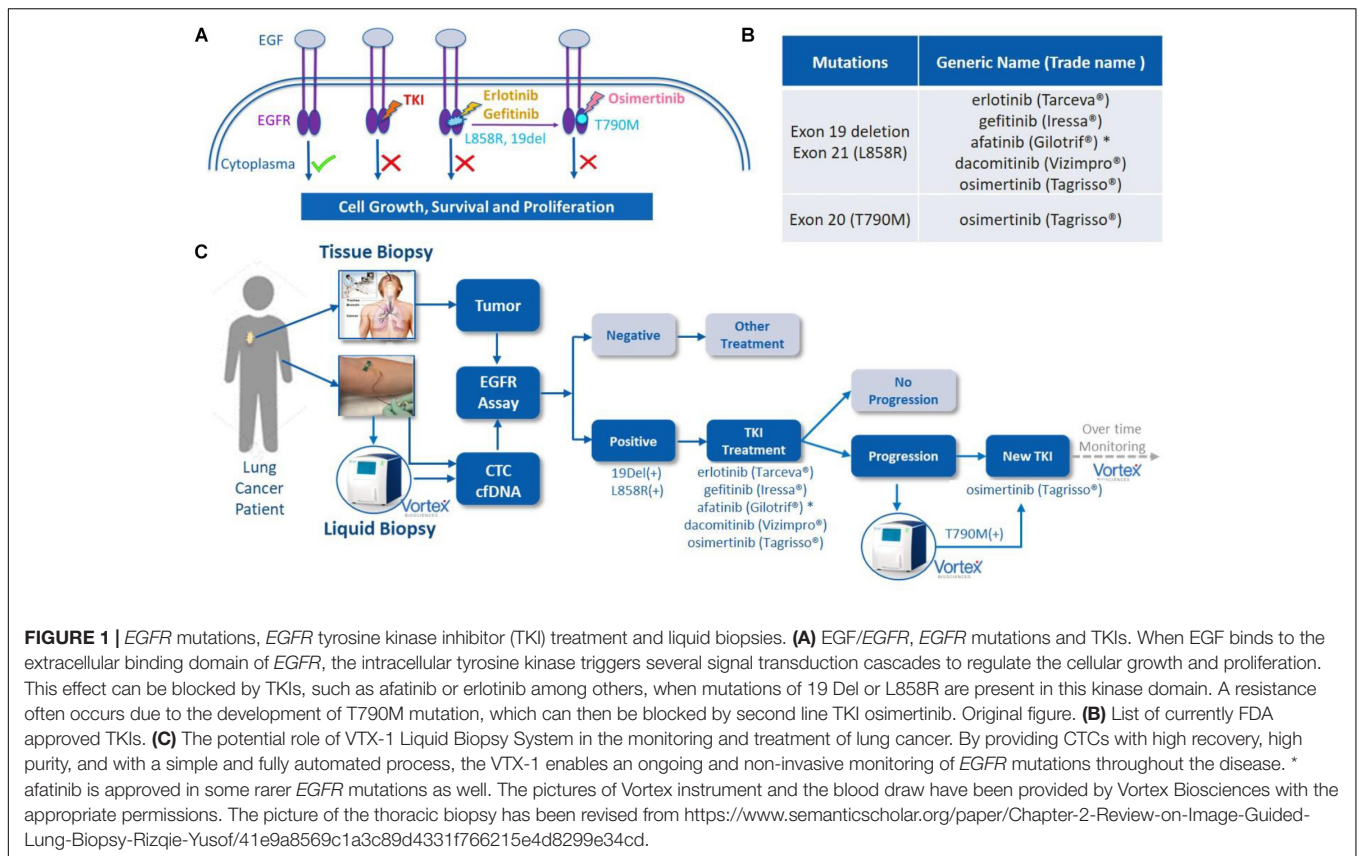 A
EGF
EGFR
Cytoplasma
TKI
Erlotinib
Gefitinib
L858R, 19del
Osimertinib
T790M
Cell Growth, Survival and Proliferation
B
Mutations
Generic Name (Trade name )
Exon 19 deletion
Exon 21 (L858R)
erlotinib (Tarceva®)
gefitinib (Iressa®)
afatinib (Gilotrif®) *
dacomitinib (Vizimpro®)
osimertinib (Tagrisso®)
Exon 20 (T790M)
osimertinib (Tagrisso®)
C
Lung
Cancer
Patient
Tissue Biopsy
Liquid Biopsy
Vortex
BIOSCIENCES
Tumor
EGFR
Assay
CTC
cfDNA
Negative
Other
Treatment
Positive
19Del(+)
L858R(+)
TKI
Treatment
erlotinib (Tarceva®)
gefitinib (Iressa®)
afatinib (Gilotrif®) *
dacomitinib (Vizimpro®)
osimertinib (Tagrisso®)
No
Progression
Progression
New TKI
osimertinib (Tagrisso®)
T790M(+)
Vortex
BIOSCIENCES
Over time
Monitoring
Vortex
BIOSCIENCES
FIGURE 1 | EGFR mutations, EGFR tyrosine kinase inhibitor (TKI) treatment and liquid biopsies. (A) EGF/EGFR, EGFR mutations and TKIs. When EGF binds to the
extracellular binding domain of EGFR, the intracellular tyrosine kinase triggers several signal transduction cascades to regulate the cellular growth and proliferation.
This effect can be blocked by TKIs, such as afatinib or erlotinib among others, when mutations of 19 Del or L858R are present in this kinase domain. A resistance
often occurs due to the development of T790M mutation, which can then be blocked by second line TKI osimertinib. Original figure. (B) List of currently FDA
approved TKIs. (C) The potential role of VTX-1 Liquid Biopsy System in the monitoring and treatment of lung cancer. By providing CTCs with high recovery, high
purity, and with a simple and fully automated process, the VTX-1 enables an ongoing and non-invasive monitoring of EGFR mutations throughout the disease. *
afatinib is approved in some rarer EGFR mutations as well. The pictures of Vortex instrument and the blood draw have been provided by Vortex Biosciences with the
appropriate permissions. The picture of the thoracic biopsy has been revised from https://www.semanticscholar.org/paper/Chapter-2-Review-on-Image-Guided-
Lung-Biopsy-Rizqie-Yusof/41e9a8569c1a3c89d4331f766215e4d8299e34cd.